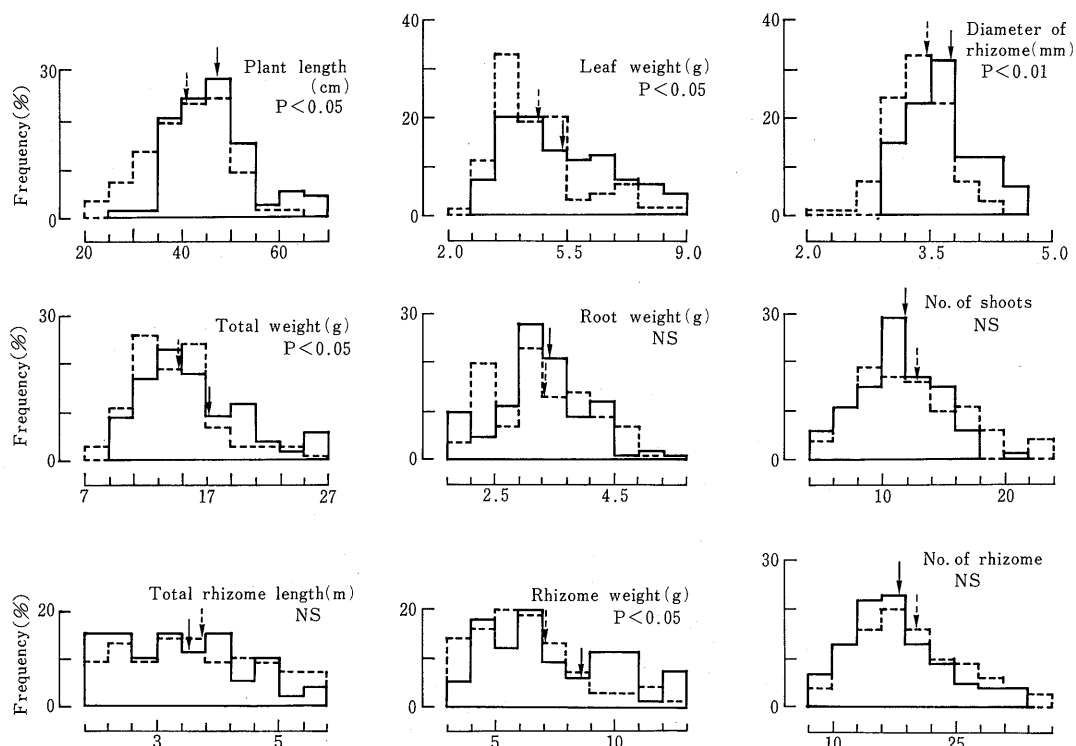 Frequency(%)
30
20
10
0
20 40 60
Plant length
(cm)
P<0.05
40
20
0
2.0 5.5 9.0
Leaf weight(g)
P<0.05
40
20
0
2.0 3.5 5.0
Diameter of
rhizome(mm)
P<0.01
Frequency(%)
30
0
7 17 27
Total weight(g)
P<0.05
30
0
2.5 4.5
Root weight(g)
NS
30
0
10 20
No. of shoots
NS
Frequency(%)
20
0
3 5
Total rhizome length(m)
NS
20
0
5 10
Rhizome weight(g)
P<0.05
30
0
10 25
No. of rhizome
NS